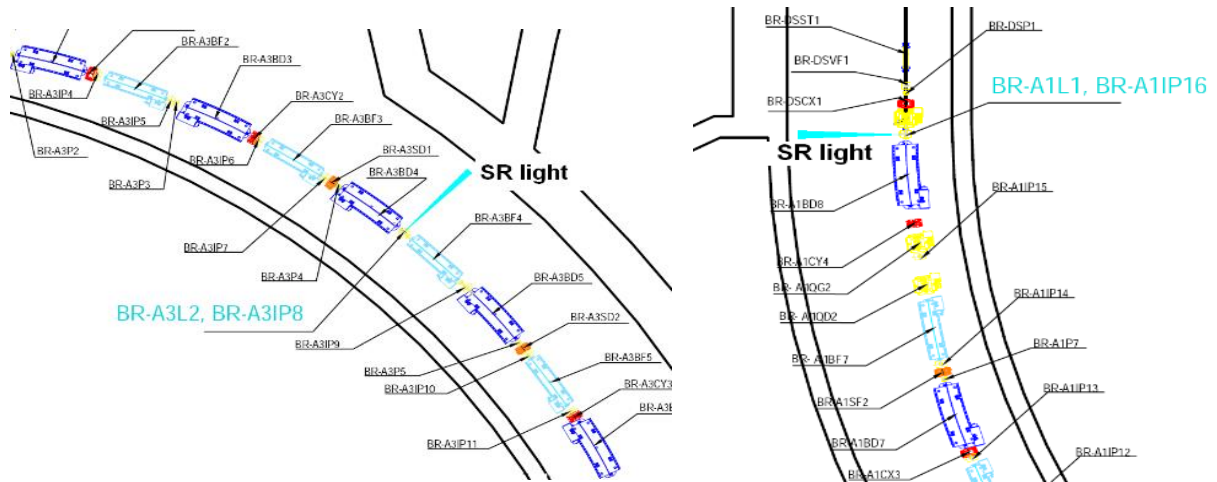 BR-A3BF2
BR-A3BD3
BR-A3IP4
BR-A3CY2
BR-A3IP5
BR-A3BF3
BR-A3P2
BR-A3IP6
BR-A3SD1
SR light
BR-A3P3
BR-A3BD4
BR-A3BF4
BR-A3IP7
BR-A3P4
BR-A3BD5
BR-A3L2, BR-A3IP8
BR-A3SD2
BR-A3IP9
BR-A3BF5
BR-A3P5
BR-A3CY3
BR-A3IP10
BR-A3IP11
BR-DSST1
BR-DSP1
BR-DSVF1
BR-A1L1, BR-A1IP16
BR-DSCX1
SR light
BR-A1IP15
BR-A1BD8
BR-A1CY4
BR- A1QG2
BR-A1IP14
BR- A1QD2
BR-A1P7
BR- A1BF7
BR-A1IP13
BR-A1SF2
BR-A1BD7
BR-A1IP12
BR-A1CX3